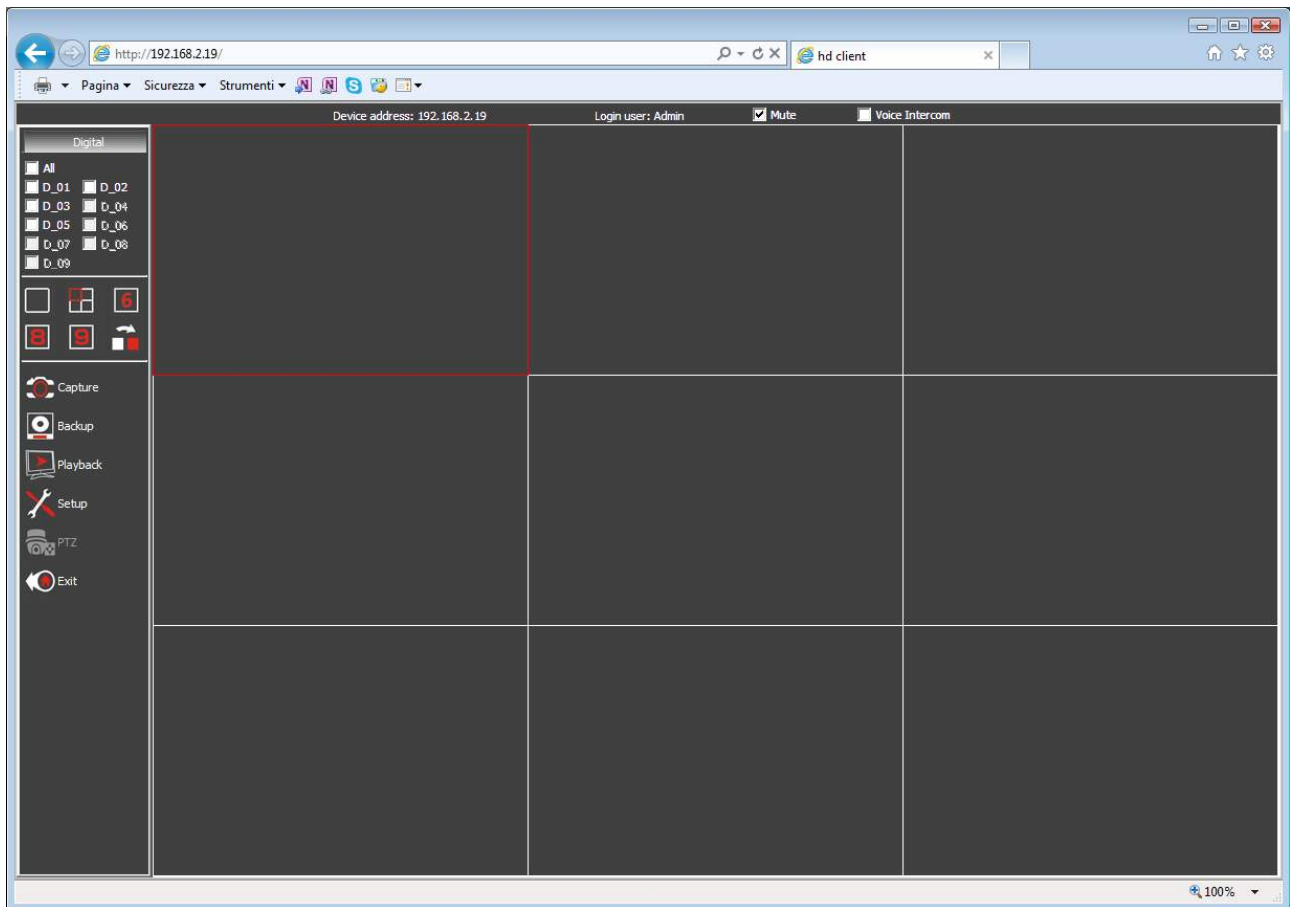 http://192.168.2.19/
hd client
Pagina Sicurezza Strumenti
Device address: 192.168.2.19 Login user: Admin Mute Voice Intercom
Digital
All
D_01 D_02
D_03 D_04
D_05 D_06
D_07 D_08
D_09
6
8 9
Capture
Backup
Playback
Setup
PTZ
Exit
100%